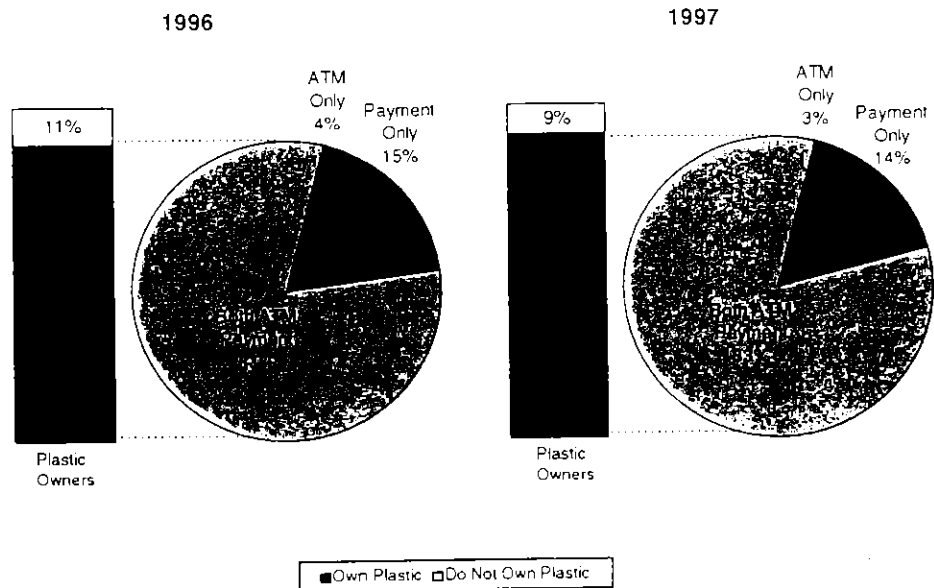 1996
1997
ATM
Only
4%
Payment
Only
15%
11%
Plastic
Owners
ATM
Only
3%
Payment
Only
14%
9%
Plastic
Owners
Own Plastic Do Not Own Plastic